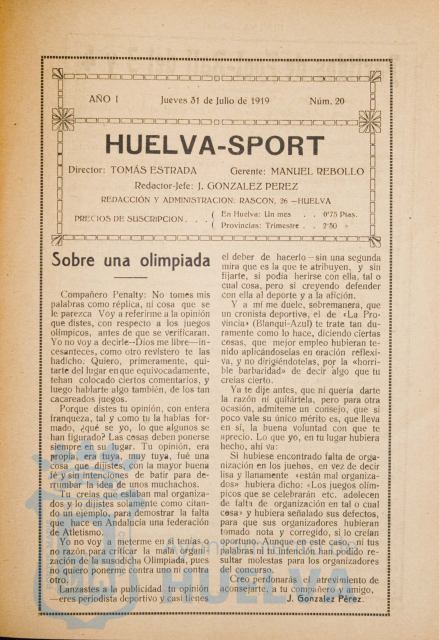 AÑO I
Jueves 31 de Julio de 1919
Núm. 20
HUELVA-SPORT
Director: TOMÁS ESTRADA
Gerente: MANUEL REBOLLO
Redactor-Jefe: J. GONZALEZ PEREZ
REDACCIÓN Y ADMINISTRACION: RASCON, 26 —HUELVA
PRECIOS DE SUSCRIPCION. . . ( En Huelva: Un mes . . 0'75 Ptas.
( Provincias: Trimestre . . 2'50 »
Sobre una olimpiada
Compañero Penalty: No tomes mis
palabras como réplica, ni cosa que se
le parezca Voy a referirme a la opinión
que distes, con respecto a los juegos
olímpicos, antes de que se verificaran.
Yo no voy a decirle—Dios me libre—in-
cesanteces, como otro revistero te las
hadicho. Quiero, primeramente, qui-
tarte del lugar en que equivocadamente,
tehan colocado ciertos comentarios, y
luego hablarte algo también, de los tan
cacareados juegos.
Porque distes tu opinión, con entera
franqueza, tal y como tu la habías for-
mado, ¿qué se yo, lo que algunos se
han figurado? Las cosas deben ponerse
siempre en su lugar. Tu opinión, era
propia, era tuya, muy tuya, fué una
cosa que dijistes, con la mayor buena
fé y sin intenciones de batir para de-
rrumbar la idea de unos muchachos.
Tu creias que estaban mal organiza-
dos y lo dijistes solamente como citan-
do un ejemplo, para demostrar la falta
que hace en Andalucía una federación
de Atletismo.
Yo no voy a meterme en si tenías o
no razón para criticar la mala organi-
zación de la susodicha Olimpiada, pues
no quiero ponerme contra uno ni contra
otro.
Lanzastes a la publicidad tu opinión
—eres periodista deportivo y casi tienes
el deber de hacerlo—sin una segunda
mira que es la que te atribuyen, y sin
fijarte, si podía herirse con ella, tal o
cual cosa, pero si creyendo defender
con ella al deporte y a la afición.
Y a mí me duele, sobremanera, que
un cronista deportivo, el de «La Pro-
vincia» (Blanqui-Azul) te trate tan du-
ramente como lo hace, diciendo ciertas
cosas, que mejor empleo hubieran te-
nido aplicándoselas en oración reflexi-
va, y no dirigéndotelas, por la «horri-
ble barbaridad» de decir algo que tu
creias cierto.
Ya te dije antes, que ni quería darte
la razón ni quitártela, pero para otra
ocasión, admíteme un consejo, que si
poco vale su único mérito es, que lleva
en sí, la buena voluntad con que te
aprecio. Lo que yo, en tu lugar hubiera
hecho, ahí va:
Si hubiese encontrado falta de orga-
nización en los juehos, en vez de decir
lisa y llanamente «están mal organiza-
dos» hubiera dicho: «Los juegos olím-
picos que se celebrarán etc. adolecen
de falta de organización en tal o cual
cosa» y hubiera señalado sus defectos,
para que sus organizadores hubieran
tomado nota y corregido, si lo creían
oportuno. Aunque en este caso, ni tus
palabras ni tu intención han podido re-
sultar molestas para los organizadores
del concurso.
Creo perdonarás el atrevimiento de
aconsejarte, a tu compañero y amigo,
J. Gonzalez Pérez.
HUELVA